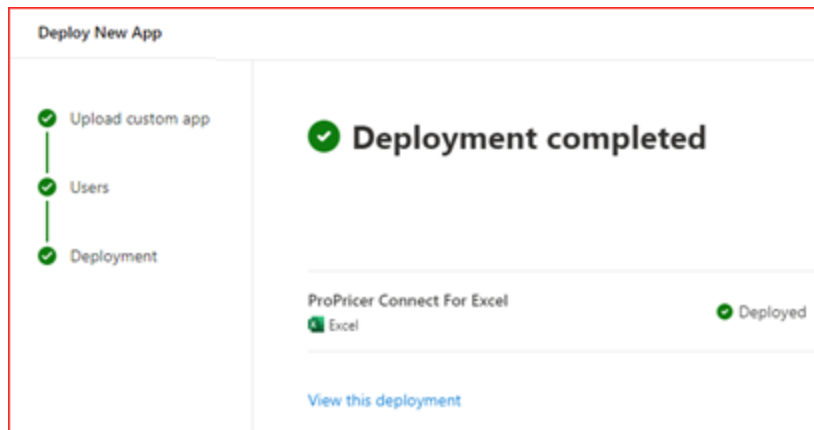 Deploy New App
Upload custom app
Users
Deployment
Deployment completed
ProPricer Connect For Excel
Excel
Deployed
View this deployment